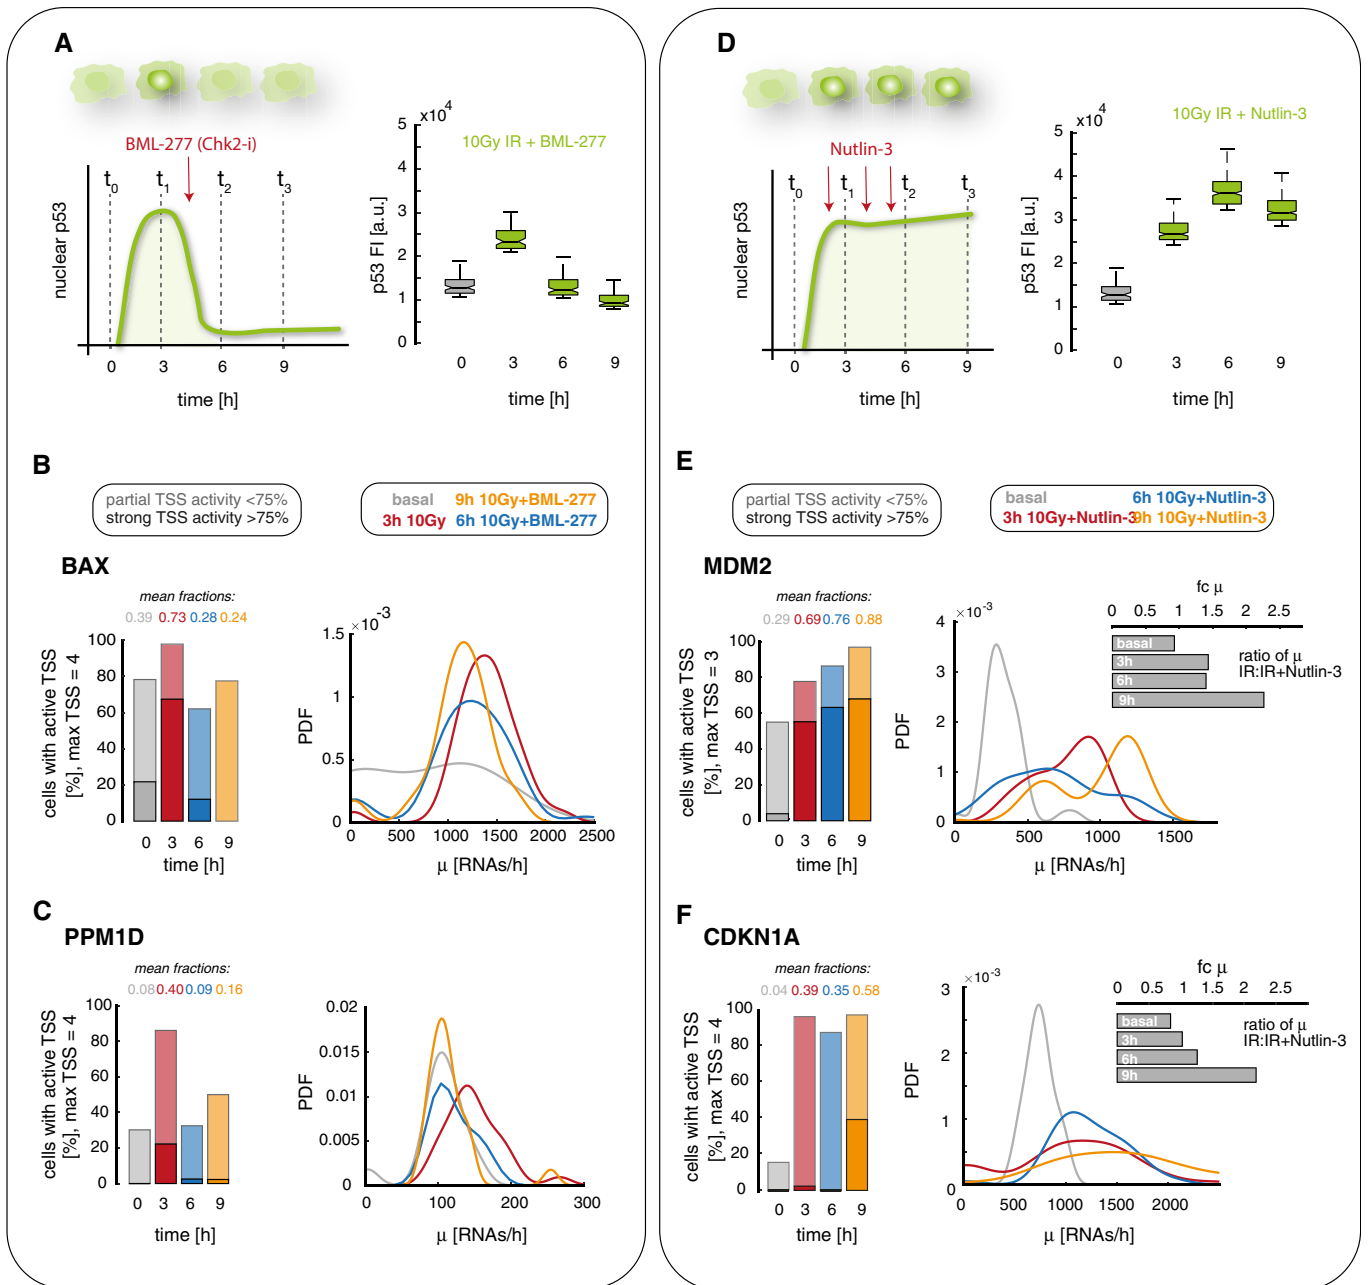 A
BML-277 (Chk2-i)
t0 t1 t2 t3
nuclear p53
0 3 6 9
time [h]
x10^4
10Gy IR + BML-277
p53 FI [a.u.]
5
4
3
2
1
0
0 3 6 9
time [h]
B
partial TSS activity <75%
strong TSS activity >75%
basal 9h 10Gy+BML-277
3h 10Gy 6h 10Gy+BML-277
BAX
mean fractions:
0.39 0.73 0.28 0.24
cells with active TSS
[%], max TSS = 4
100
80
60
40
20
0
0 3 6 9
time [h]
×10^-3
PDF
1.5
1
0.5
0
0 500 1000 1500 2000 2500
μ [RNAs/h]
C
PPM1D
mean fractions:
0.08 0.40 0.09 0.16
cells with active TSS
[%], max TSS = 4
100
80
60
40
20
0
0 3 6 9
time [h]
PDF
0.02
0.015
0.01
0.005
0
0 100 200 300
μ [RNAs/h]
D
Nutlin-3
t0 t1 t2 t3
nuclear p53
0 3 6 9
time [h]
x10^4
10Gy IR + Nutlin-3
p53 FI [a.u.]
5
4
3
2
1
0
0 3 6 9
time [h]
E
partial TSS activity <75%
strong TSS activity >75%
basal 6h 10Gy+Nutlin-3
3h 10Gy+Nutlin-3 9h 10Gy+Nutlin-3
MDM2
mean fractions:
0.29 0.69 0.76 0.88
cells with active TSS
[%], max TSS = 3
100
80
60
40
20
0
0 3 6 9
time [h]
×10^-3
PDF
4
3
2
1
0
0 500 1000 1500
μ [RNAs/h]
fc μ
0 0.5 1 1.5 2 2.5
basal
3h
6h
9h
ratio of μ
IR:IR+Nutlin-3
F
CDKN1A
mean fractions:
0.04 0.39 0.35 0.58
cells wiht active TSS
[%], max TSS = 4
100
80
60
40
20
0
0 3 6 9
time [h]
×10^-3
PDF
3
2
1
0
0 500 1000 1500 2000
μ [RNAs/h]
fc μ
0 0.5 1 1.5 2 2.5
basal
3h
6h
9h
ratio of μ
IR:IR+Nutlin-3